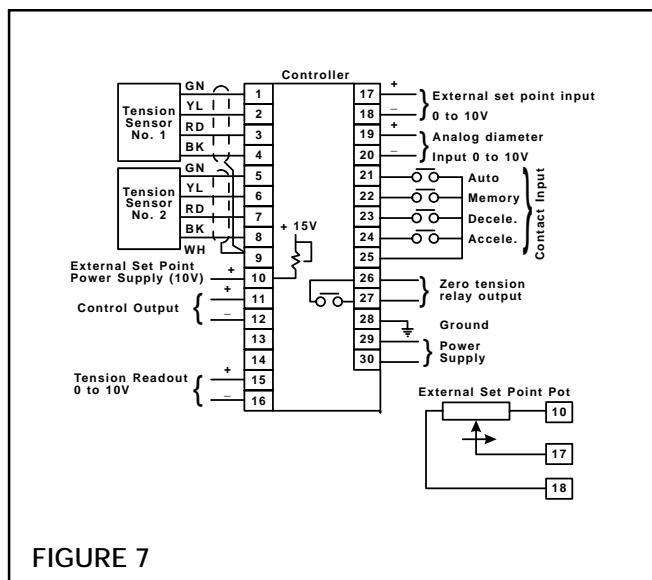 Controller
GN
YL
RD
BK
Tension
Sensor
No. 1
GN
YL
RD
BK
WH
Tension
Sensor
No. 2
1
2
3
4
5
6
7
8
9
10
11
12
13
14
15
16
+ 15V
External Set Point
Power Supply (10V)
+
Control Output
+
_
Tension Readout
0 to 10V
+
_
17
18
19
20
21
22
23
24
25
26
27
28
29
30
+
External set point input
_
0 to 10V
+
Analog diameter
_
Input 0 to 10V
Auto
Memory
Decele.
Accele.
Contact Input
Zero tension
relay output
Ground
Power
Supply
External Set Point Pot
10
17
18
FIGURE 7